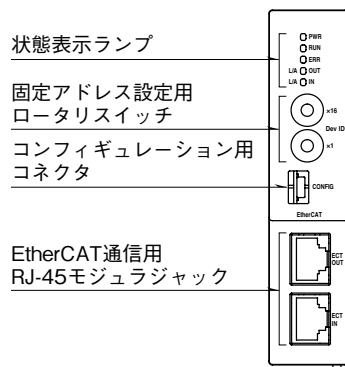 状態表示ランプ
固定アドレス設定用
ロータリスイッチ
コンフィギュレーション用
コネクタ
EtherCAT通信用
RJ-45モジュラジャック
PWR
RUN
ERR
L/A OUT
L/A IN
×16
Dev ID
×1
CONFIG
EtherCAT
ECT
OUT
ECT
IN